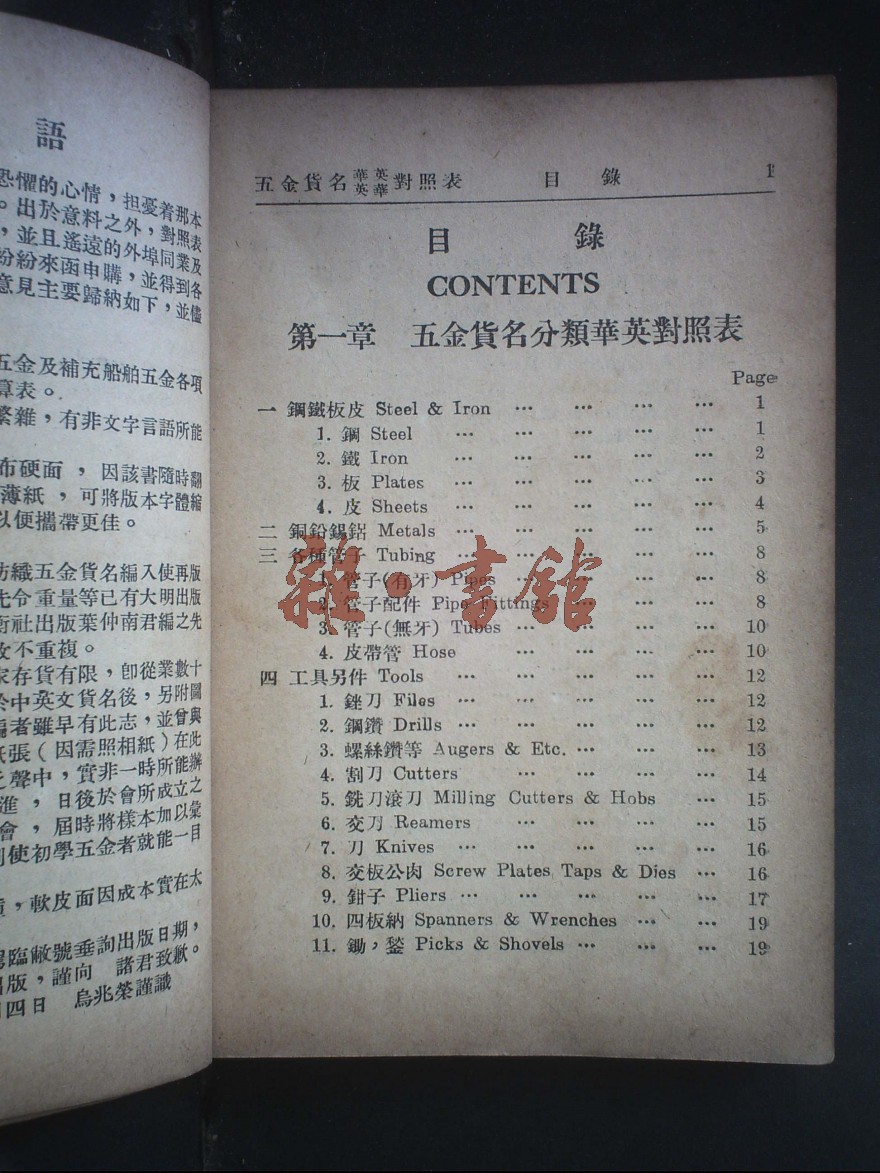 語
恐懼的心情，担憂着那本
。出於意料之外，對照表
，並且遙遠的外埠同業及
紛紛來函申購，並得到各
意見主要歸納如下，並儘
五金及補充船舶五金各項
算表。
繁雜，有非文字言語所能
布硬面，因該書隨時翻
薄紙，可將版本字體縮
以便攜帶更佳。
紡織五金貨名編入使再版
先令重量等已有大明出版
術社出版葉仲南君編之先
故不重複。
家存貨有限，卽從業數十
於中英文貨名後，另附圖
編者雖早有此志，並曾與
紙張（因需照相紙）在此
之聲中，實非一時所能辦
進，日後於會所成立之
會，屆時將樣本加以彙
則使初學五金者就能一目
，軟皮面因成本實在太
駕臨敝號垂詢出版日期，
出版，謹向 諸君致歉。
四日 烏兆榮謹識
五金貨名華英英華對照表 目錄 1
目錄
CONTENTS
第一章 五金貨名分類華英對照表
Page
一 鋼鐵板皮 Steel & Iron ... ... ... ... 1
1. 鋼 Steel ... ... ... ... ... 1
2. 鐵 Iron ... ... ... ... ... 2
3. 板 Plates ... ... ... ... ... 3
4. 皮 Sheets ... ... ... ... ... 4
二 銅鉛錫鋁 Metals ... ... ... ... ... 5
三 各種管子 Tubing ... ... ... ... ... 8
1. 管子(有牙) Pipes ... ... ... ... 8
2. 管子配件 Pipe Fittings ... ... ... 8
3. 管子(無牙) Tubes ... ... ... ... 10
4. 皮帶管 Hose ... ... ... ... ... 10
四 工具另件 Tools ... ... ... ... ... 12
1. 銼刀 Files ... ... ... ... ... 12
2. 鋼鑽 Drills ... ... ... ... ... 12
3. 螺絲鑽等 Augers & Etc. ... ... ... 13
4. 割刀 Cutters ... ... ... ... 14
5. 銑刀滾刀 Milling Cutters & Hobs ... ... 15
6. 交刀 Reamers ... ... ... ... 15
7. 刀 Knives ... ... ... ... ... 16
8. 交板公肉 Screw Plates Taps & Dies ... ... 16
9. 鉗子 Pliers ... ... ... ... ... 17
10. 四板納 Spanners & Wrenches ... ... 19
11. 鋤，鍫 Picks & Shovels ... ... ... 19
雜·書館